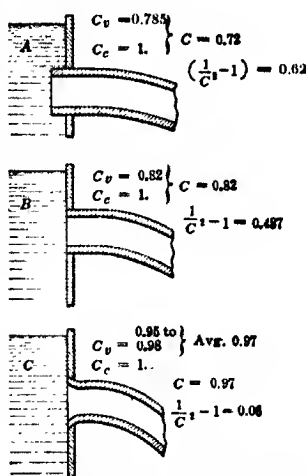 A
C_v = 0.785
C_c = 1.
} C = 0.72
(1/C² - 1) = 0.62
B
C_v = 0.82
C_c = 1.
} C = 0.82
1/C² - 1 = 0.487
C
C_v = 0.95 to 0.98 } Avg. 0.97
C_c = 1..
C = 0.97
1/C² - 1 = 0.06